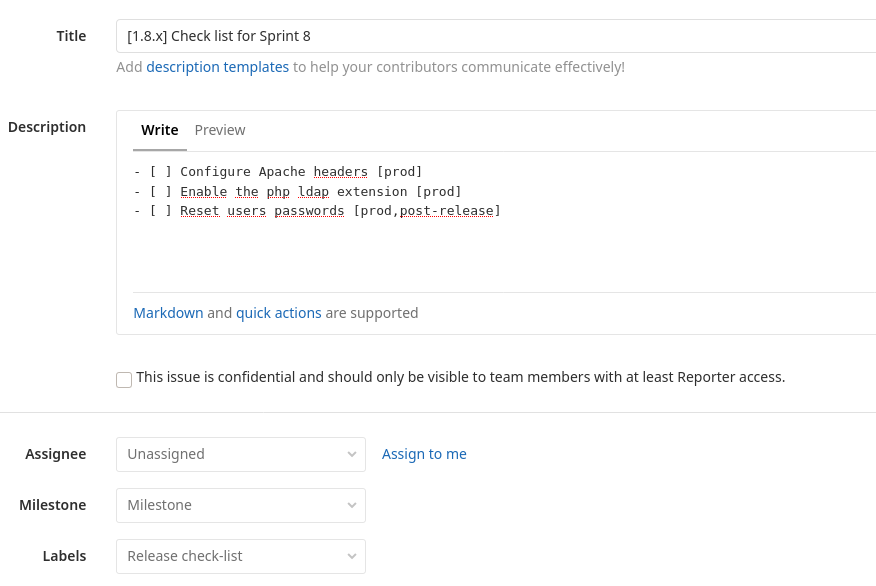 Title
[1.8.x] Check list for Sprint 8
Add description templates to help your contributors communicate effectively!
Description
Write Preview
- [ ] Configure Apache headers [prod]
- [ ] Enable the php ldap extension [prod]
- [ ] Reset users passwords [prod,post-release]
Markdown and quick actions are supported
This issue is confidential and should only be visible to team members with at least Reporter access.
Assignee
Unassigned
Assign to me
Milestone
Milestone
Labels
Release check-list